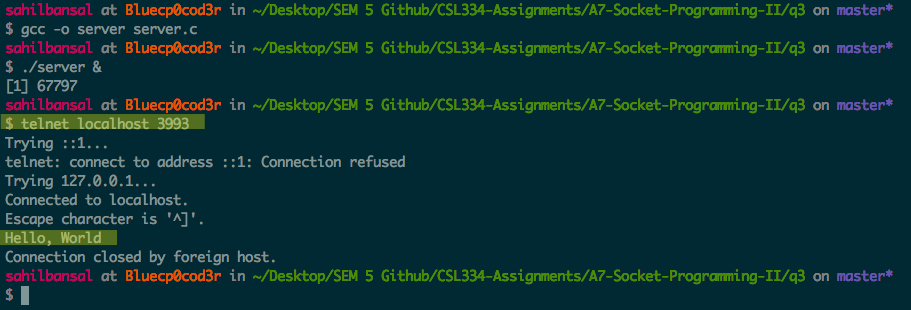 sahilbansal at Bluecp0cod3r in ~/Desktop/SEM 5 Github/CSL334-Assignments/A7-Socket-Programming-II/q3 on master*
$ gcc -o server server.c
sahilbansal at Bluecp0cod3r in ~/Desktop/SEM 5 Github/CSL334-Assignments/A7-Socket-Programming-II/q3 on master*
$ ./server &
[1] 67797
sahilbansal at Bluecp0cod3r in ~/Desktop/SEM 5 Github/CSL334-Assignments/A7-Socket-Programming-II/q3 on master*
$ telnet localhost 3993
Trying ::1...
telnet: connect to address ::1: Connection refused
Trying 127.0.0.1...
Connected to localhost.
Escape character is '^]'.
Hello, World
Connection closed by foreign host.
sahilbansal at Bluecp0cod3r in ~/Desktop/SEM 5 Github/CSL334-Assignments/A7-Socket-Programming-II/q3 on master*
$